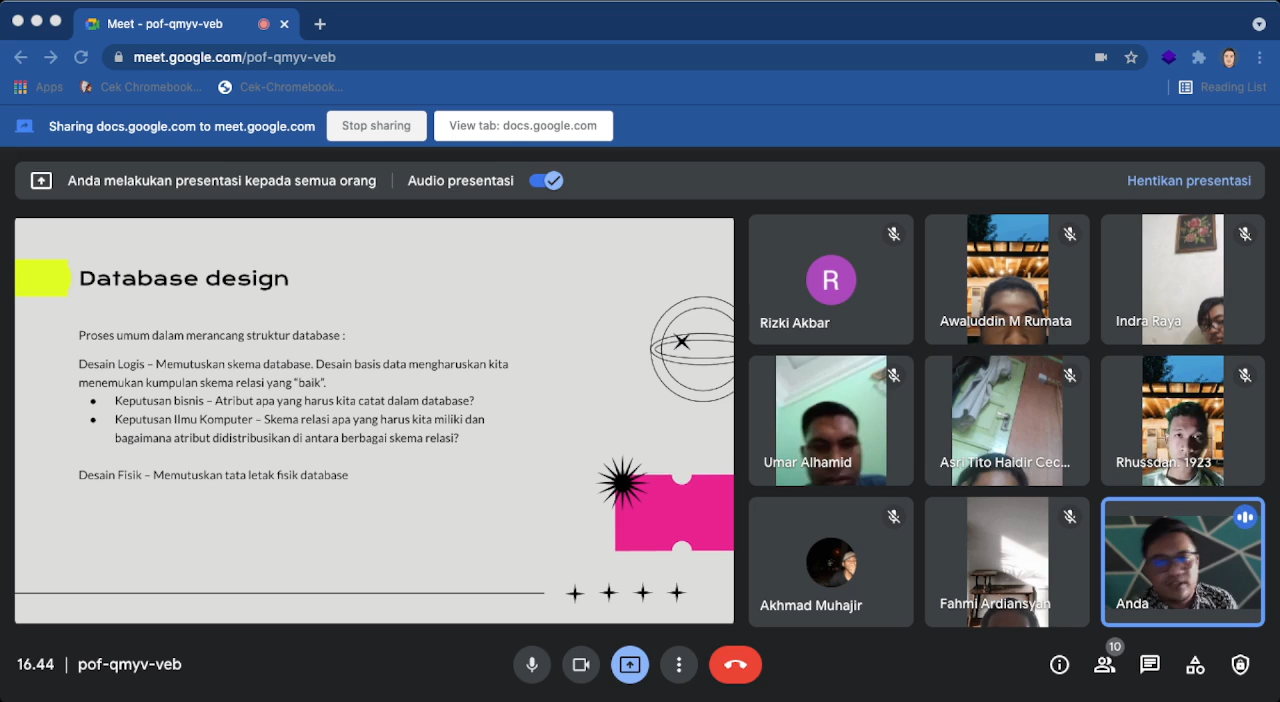 Meet - pof-qmyv-veb
meet.google.com/pof-qmyv-veb
Apps
Cek Chromebook...
Cek-Chromebook...
Reading List
Sharing docs.google.com to meet.google.com
Stop sharing
View tab: docs.google.com
Anda melakukan presentasi kepada semua orang
Audio presentasi
Hentikan presentasi
Database design
Proses umum dalam merancang struktur database :
Desain Logis – Memutuskan skema database. Desain basis data mengharuskan kita
menemukan kumpulan skema relasi yang “baik”.
● Keputusan bisnis – Atribut apa yang harus kita catat dalam database?
● Keputusan Ilmu Komputer – Skema relasi apa yang harus kita miliki dan
bagaimana atribut didistribusikan di antara berbagai skema relasi?
Desain Fisik – Memutuskan tata letak fisik database
R
Rizki Akbar
Awaluddin M Rumata
Indra Raya
Umar Alhamid
Asri Tito Haidir Cec...
Rhussdan. 1923
Akhmad Muhajir
Fahmi Ardiansyah
Anda
16.44 | pof-qmyv-veb
10